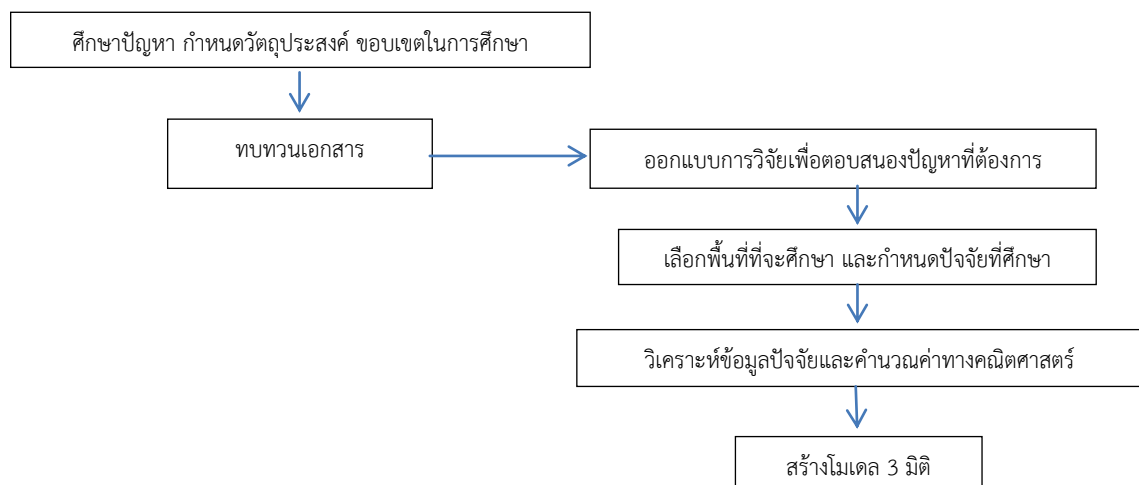 ศึกษาปัญหา กำหนดวัตถุประสงค์ ขอบเขตในการศึกษา
ทบทวนเอกสาร
ออกแบบการวิจัยเพื่อตอบสนองปัญหาที่ต้องการ
เลือกพื้นที่ที่จะศึกษา และกำหนดปัจจัยที่ศึกษา
วิเคราะห์ข้อมูลปัจจัยและคำนวณค่าทางคณิตศาสตร์
สร้างโมเดล 3 มิติ